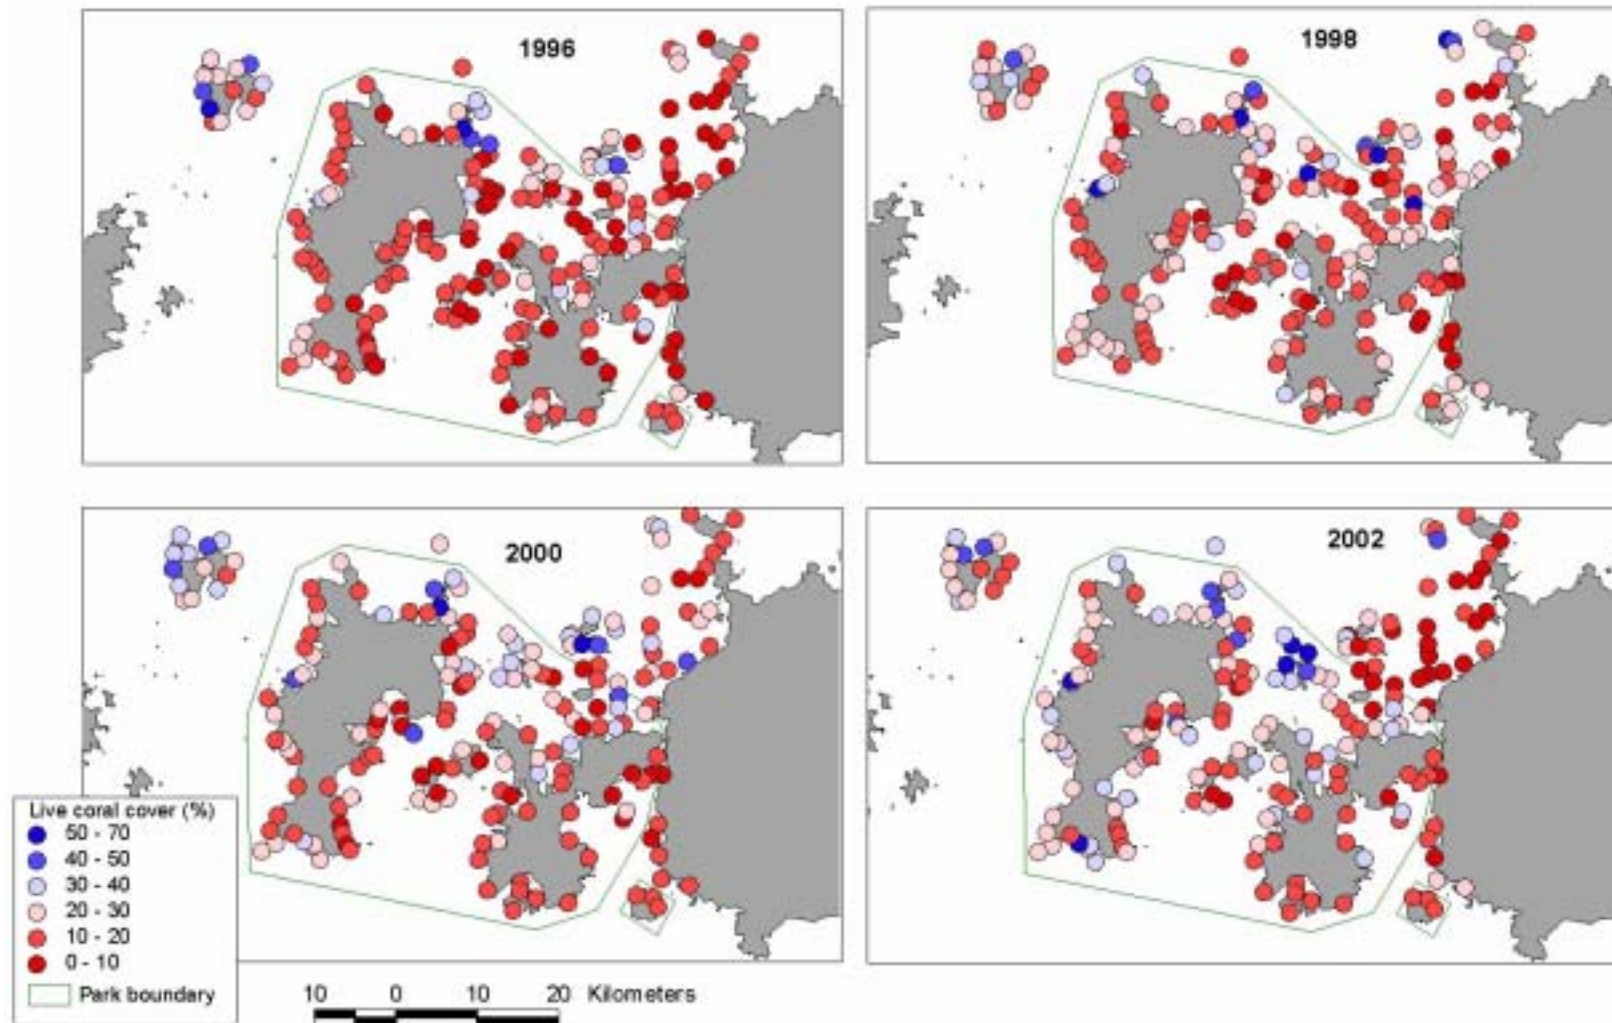 1996
1998
2000
2002
Live coral cover (%)
50 - 70
40 - 50
30 - 40
20 - 30
10 - 20
0 - 10
Park boundary
10 0 10 20 Kilometers